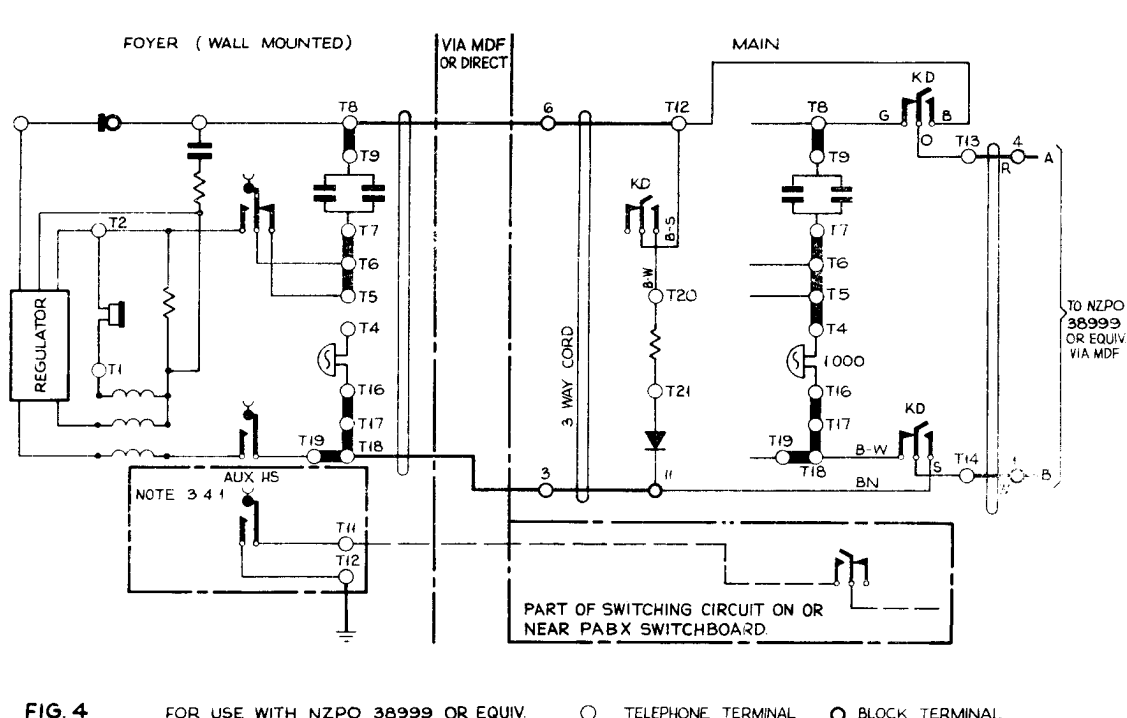 FOYER (WALL MOUNTED)
VIA MDF
OR DIRECT
MAIN
T8
6
T12
T8
KD
G
B
O
T13
4
A
R
T9
T9
KD
B-S
T2
T7
T7
T6
B-W
T6
T5
T20
T5
TO NZPO
38999
OR EQUIV.
VIA MDF
REGULATOR
T4
T4
1000
T1
3 WAY CORD
T16
T21
T16
T17
T17
KD
T19
T18
T19
T18
B-W
S
T14
1
B
AUX HS
3
11
BN
NOTE 3 4 1
T11
T12
PART OF SWITCHING CIRCUIT ON OR
NEAR PABX SWITCHBOARD.
FIG. 4
FOR USE WITH NZPO 38999 OR EQUIV.
TELEPHONE TERMINAL
BLOCK TERMINAL